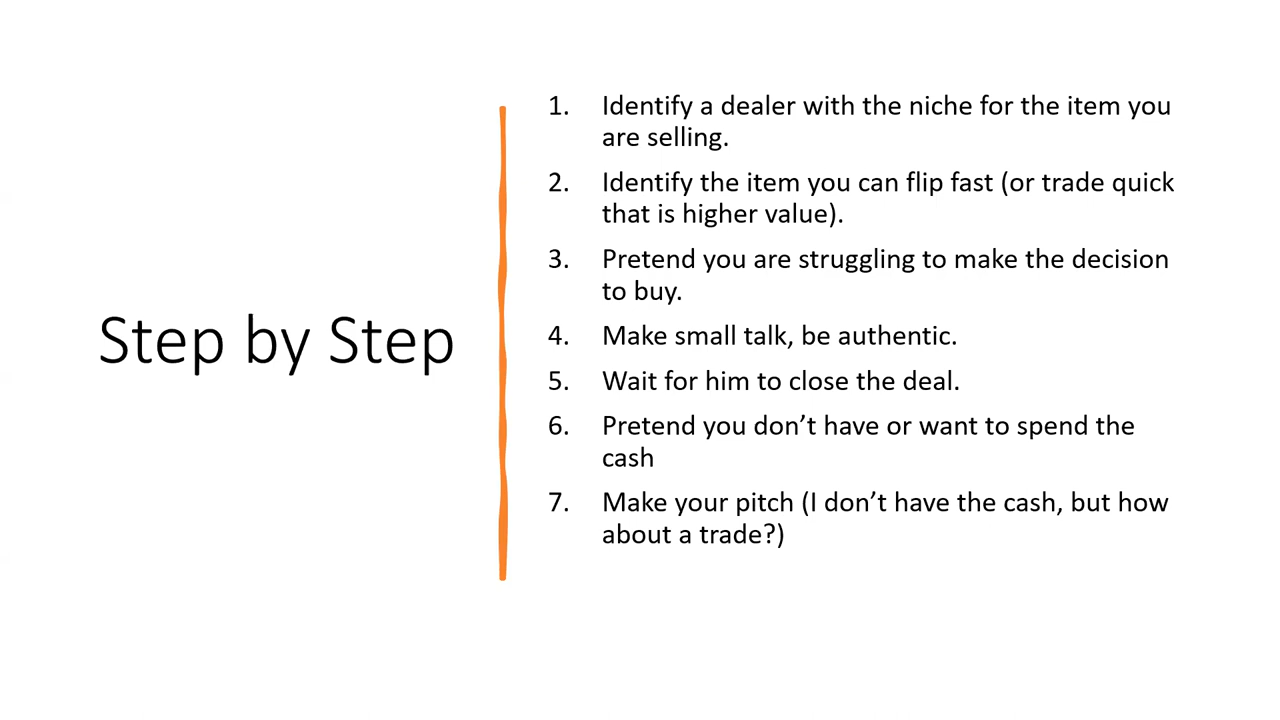 Step by Step
1. Identify a dealer with the niche for the item you
are selling.
2. Identify the item you can flip fast (or trade quick
that is higher value).
3. Pretend you are struggling to make the decision
to buy.
4. Make small talk, be authentic.
5. Wait for him to close the deal.
6. Pretend you don’t have or want to spend the
cash
7. Make your pitch (I don’t have the cash, but how
about a trade?)